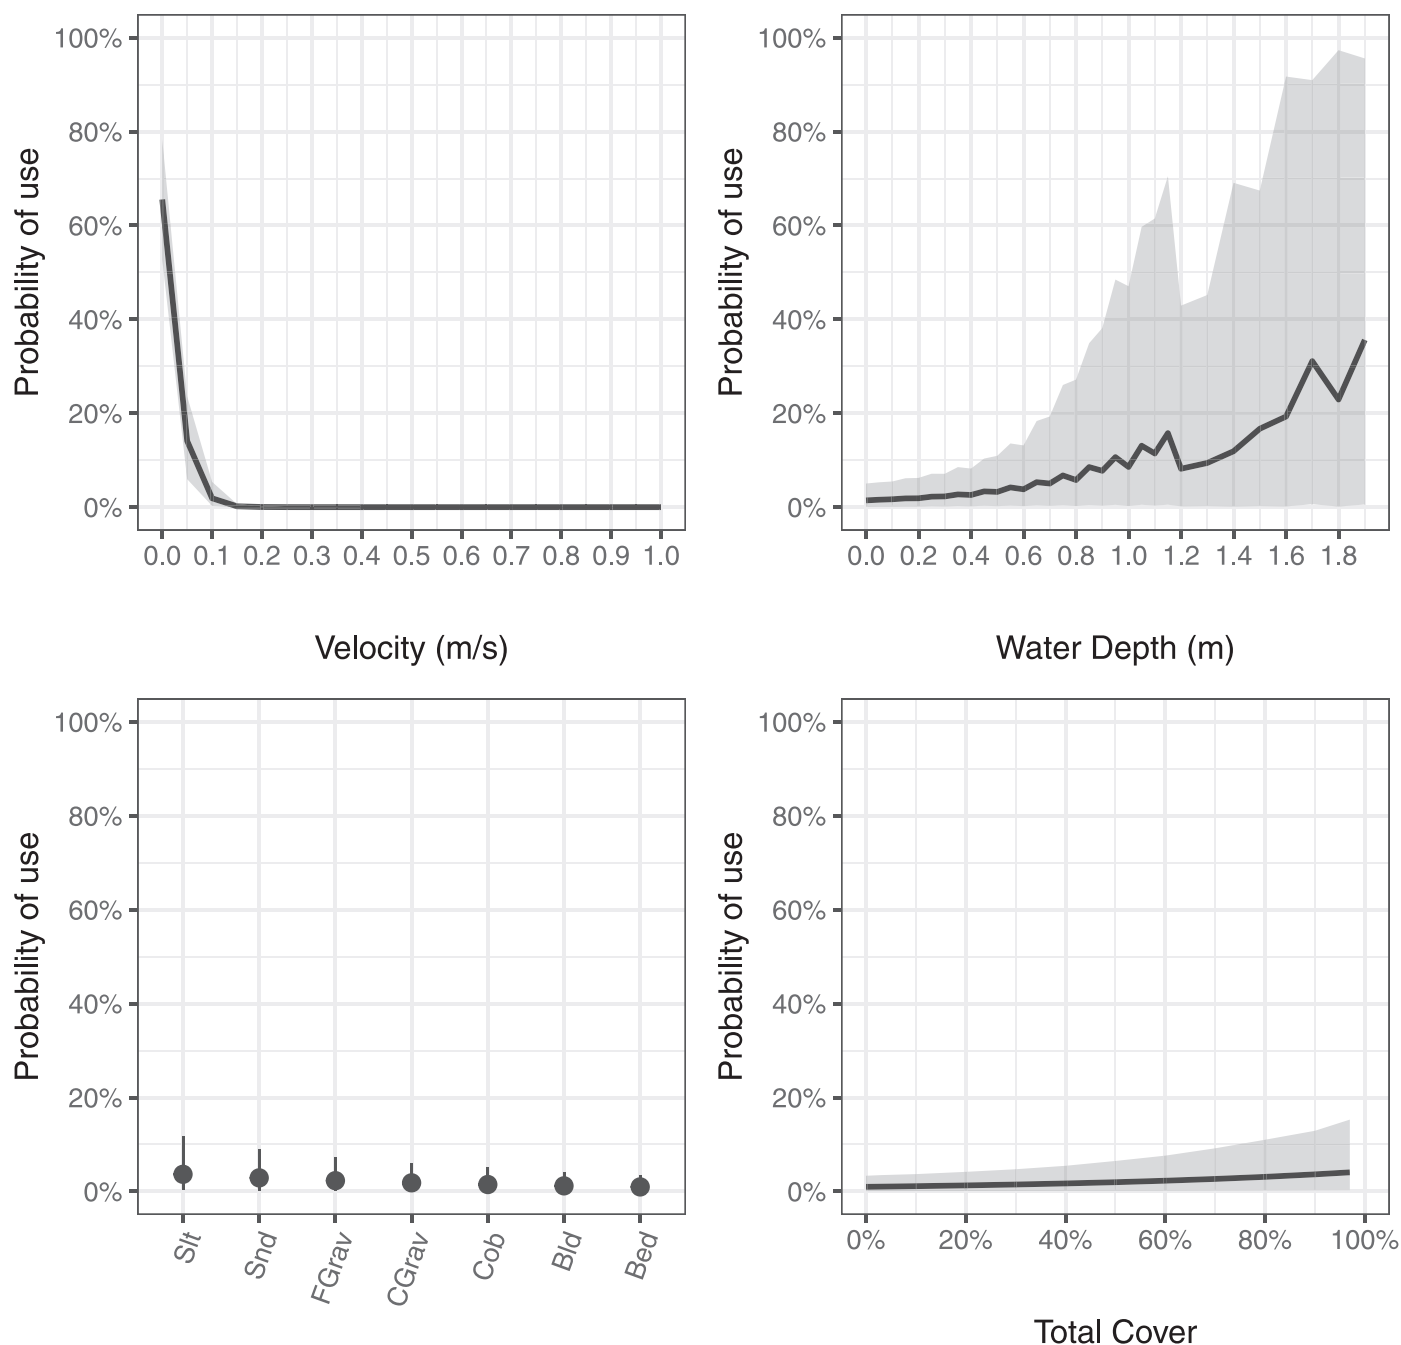 100%
80%
60%
40%
20%
0%
Probability of use
0.0 0.1 0.2 0.3 0.4 0.5 0.6 0.7 0.8 0.9 1.0
Velocity (m/s)
100%
80%
60%
40%
20%
0%
Probability of use
0.0 0.2 0.4 0.6 0.8 1.0 1.2 1.4 1.6 1.8
Water Depth (m)
100%
80%
60%
40%
20%
0%
Probability of use
Slt Snd FGrav CGrav Cob Bld Bed
100%
80%
60%
40%
20%
0%
Probability of use
0% 20% 40% 60% 80% 100%
Total Cover